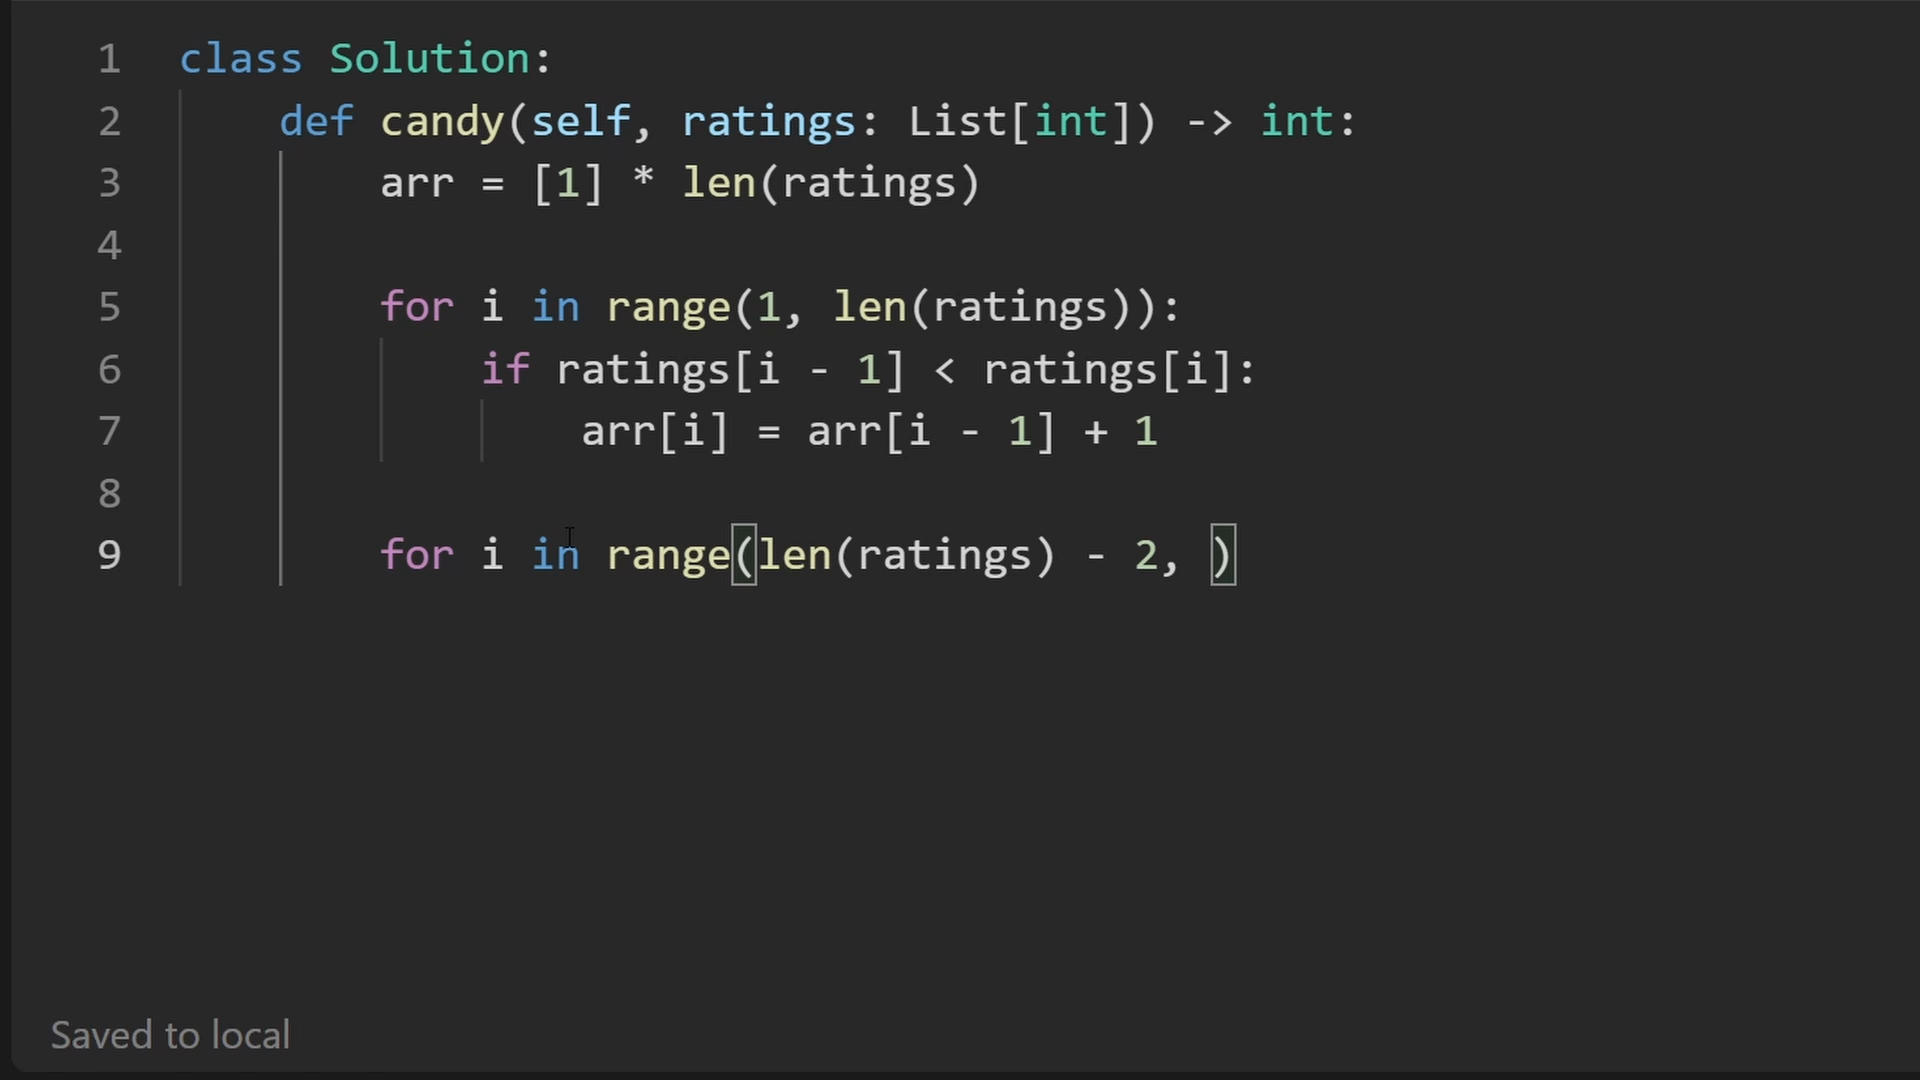 1 class Solution:
2 def candy(self, ratings: List[int]) -> int:
3 arr = [1] * len(ratings)
4
5 for i in range(1, len(ratings)):
6 if ratings[i - 1] < ratings[i]:
7 arr[i] = arr[i - 1] + 1
8
9 for i in range(len(ratings) - 2, )
Saved to local